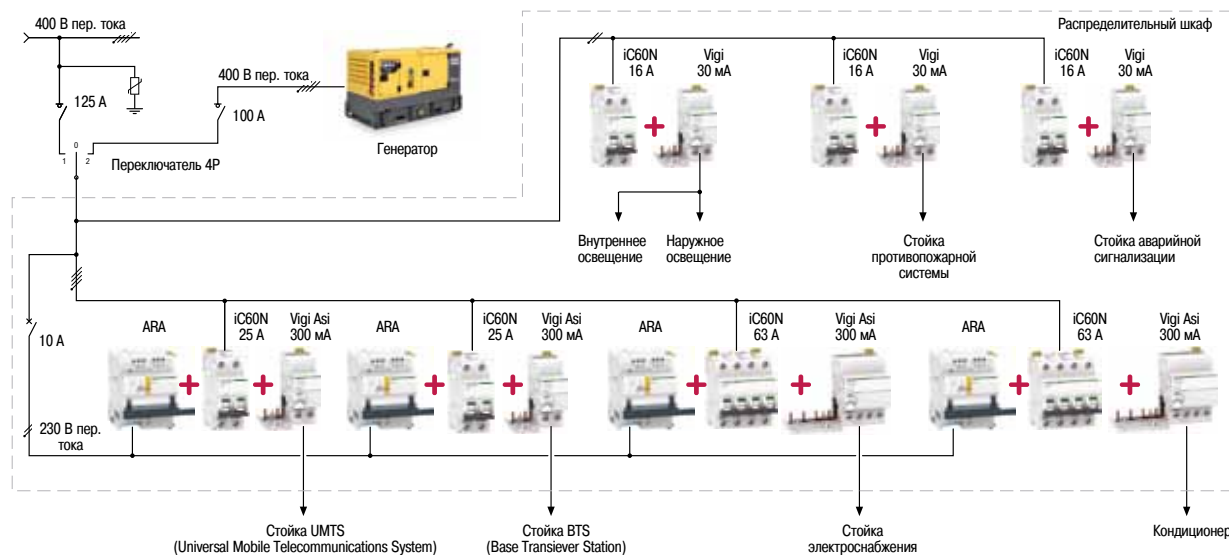 400 В пер. тока
125 А
1
0
2
Переключатель 4P
400 В пер. тока
100 А
Генератор
Распределительный шкаф
iC60N
16 А
Vigi
30 мА
iC60N
16 А
Vigi
30 мА
iC60N
16 А
Vigi
30 мА
Внутреннее
освещение
Наружное
освещение
Стойка
противопожарной
системы
Стойка аварийной
сигнализации
10 А
230 В пер.
тока
ARA
iC60N
25 А
Vigi Asi
300 мА
ARA
iC60N
25 А
Vigi Asi
300 мА
ARA
iC60N
63 А
Vigi Asi
300 мА
ARA
iC60N
63 А
Vigi Asi
300 мА
Стойка UMTS
(Universal Mobile Telecommunications System)
Стойка BTS
(Base Transiever Station)
Стойка
электроснабжения
Кондиционер